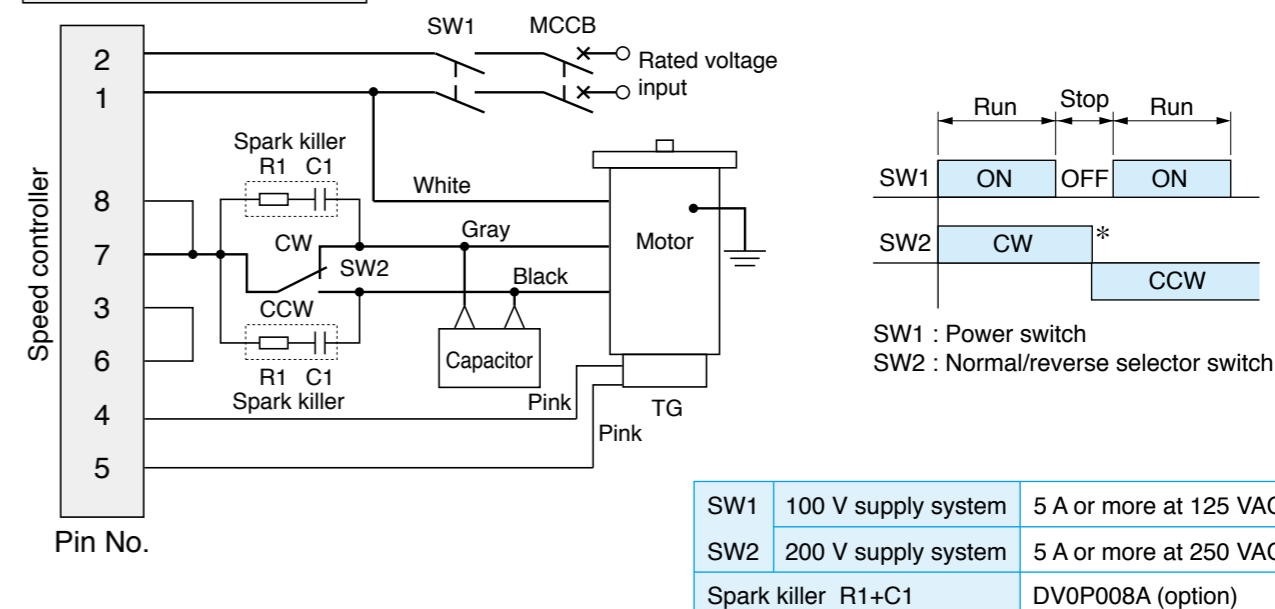 SW1 MCCB
2
Rated voltage
input
1
Spark killer
R1 C1
White
8
Gray
CW
7
SW2
Motor
Black
CCW
3
6
Capacitor
R1 C1
Spark killer
Pink
TG
4
Pink
5
Speed controller
Pin No.
Run Stop Run
SW1 ON OFF ON
SW2 CW *
CCW
SW1 : Power switch
SW2 : Normal/reverse selector switch
SW1 100 V supply system 5 A or more at 125 VAC
SW2 200 V supply system 5 A or more at 250 VAC
Spark killer R1+C1 DV0P008A (option)